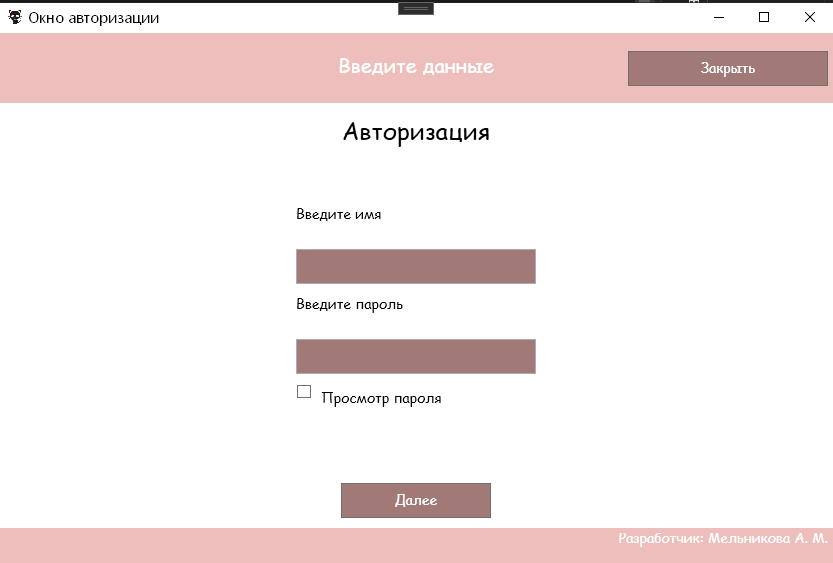 Окно авторизации
Введите данные
Закрыть
Авторизация
Введите имя
Введите пароль
Просмотр пароля
Далее
Разработчик: Мельникова А. М.